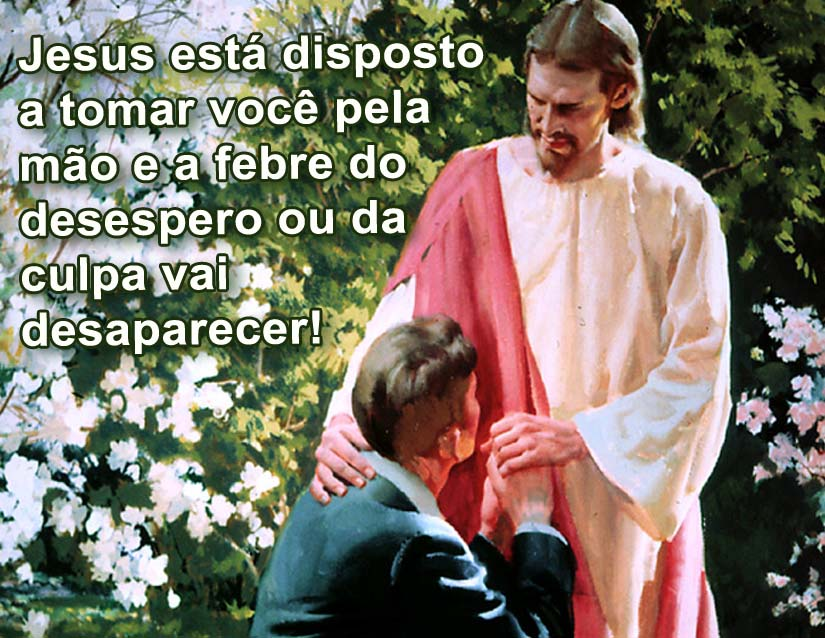 Jesus está disposto
a tomar você pela
mão e a febre do
desespero ou da
culpa vai
desaparecer!